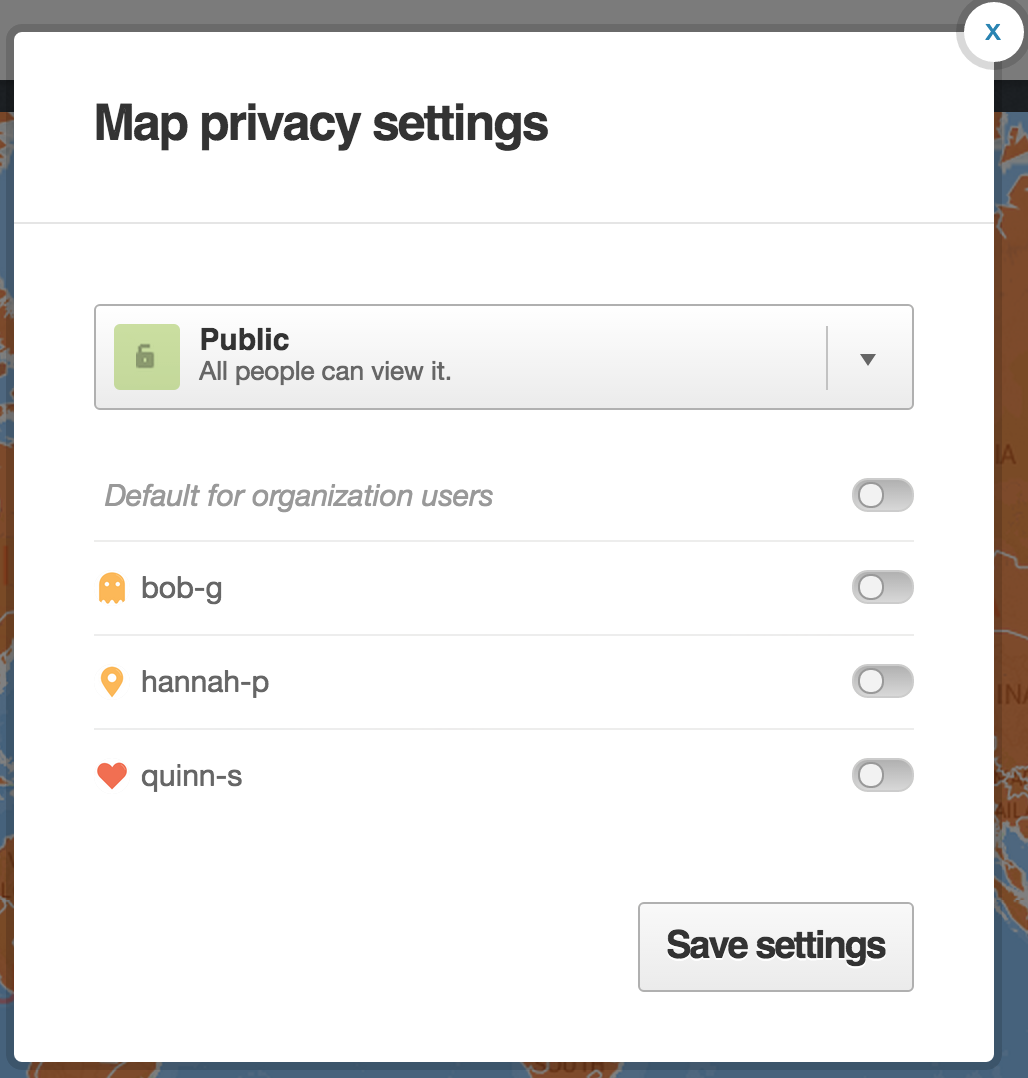 X
Map privacy settings
Public
All people can view it.
Default for organization users
bob-g
hannah-p
quinn-s
Save settings